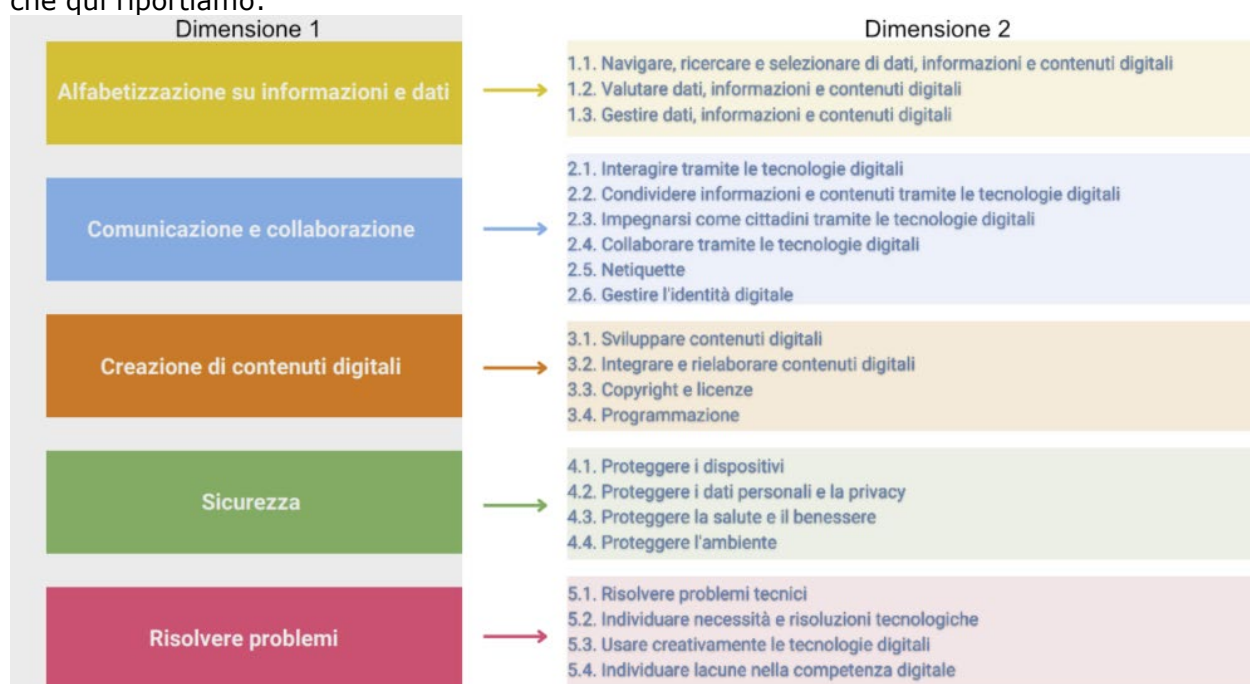 che qui riportiamo:
Dimensione 1
Dimensione 2
Alfabetizzazione su informazioni e dati
1.1. Navigare, ricercare e selezionare di dati, informazioni e contenuti digitali
1.2. Valutare dati, informazioni e contenuti digitali
1.3. Gestire dati, informazioni e contenuti digitali
Comunicazione e collaborazione
2.1. Interagire tramite le tecnologie digitali
2.2. Condividere informazioni e contenuti tramite le tecnologie digitali
2.3. Impegnarsi come cittadini tramite le tecnologie digitali
2.4. Collaborare tramite le tecnologie digitali
2.5. Netiquette
2.6. Gestire l'identità digitale
Creazione di contenuti digitali
3.1. Sviluppare contenuti digitali
3.2. Integrare e rielaborare contenuti digitali
3.3. Copyright e licenze
3.4. Programmazione
Sicurezza
4.1. Proteggere i dispositivi
4.2. Proteggere i dati personali e la privacy
4.3. Proteggere la salute e il benessere
4.4. Proteggere l'ambiente
Risolvere problemi
5.1. Risolvere problemi tecnici
5.2. Individuare necessità e risoluzioni tecnologiche
5.3. Usare creativamente le tecnologie digitali
5.4. Individuare lacune nella competenza digitale